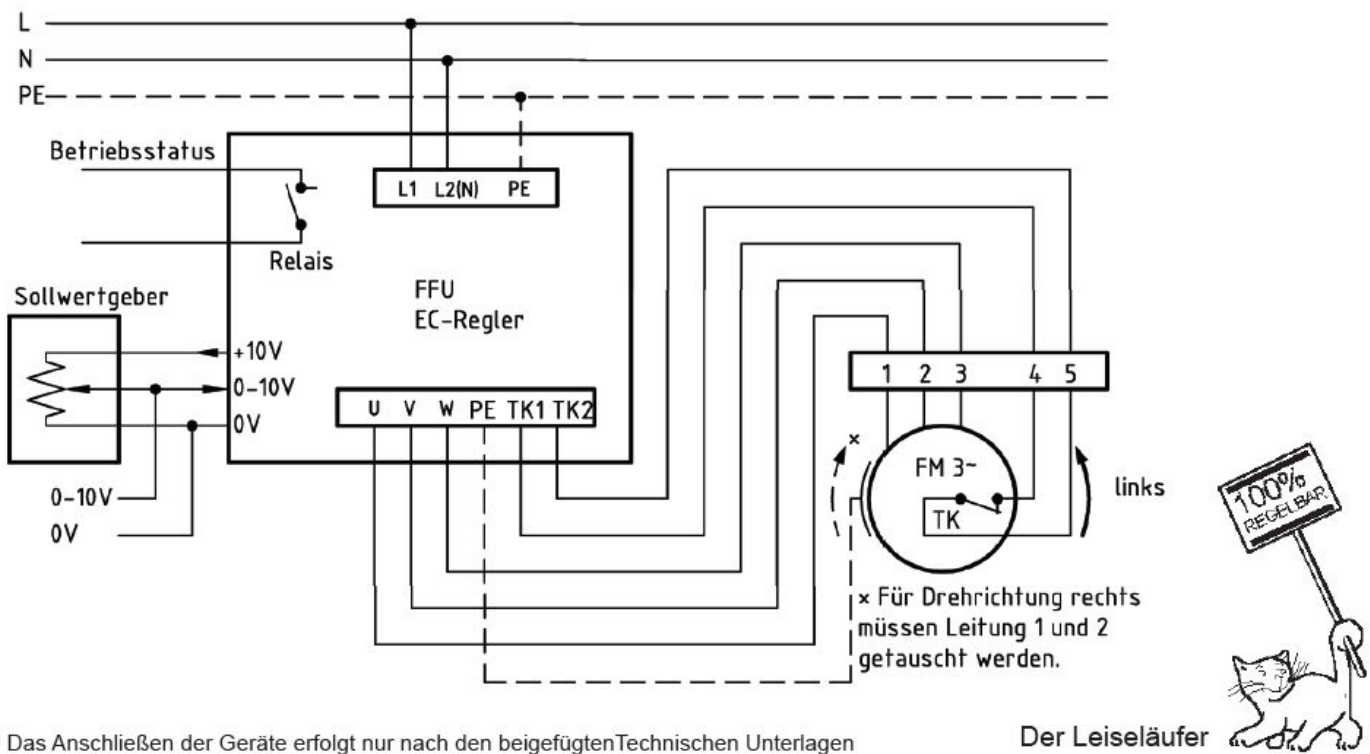 L
N
PE
Betriebsstatus
L1 L2(N) PE
Relais
FFU
EC-Regler
Sollwertgeber
+10V
0-10V
0V
U V W PE TK1 TK2
0-10V
0V
1 2 3 4 5
×
FM 3~
TK
links
× Für Drehrichtung rechts
müssen Leitung 1 und 2
getauscht werden.
100%
REGELBAR
Der Leiseläufer
Das Anschließen der Geräte erfolgt nur nach den beigefügtenTechnischen Unterlagen